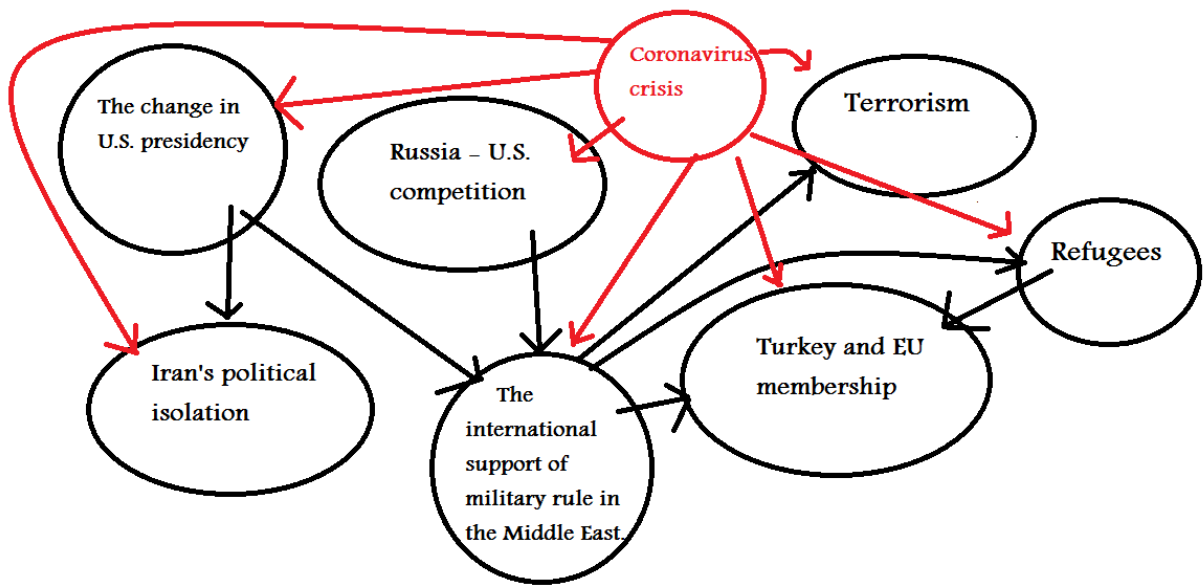 Coronavirus
crisis
The change in
U.S. presidency
Terrorism
Russia - U.S.
competition
Refugees
Iran's political
isolation
Turkey and EU
membership
The
international
support of
military rule in
the Middle East.